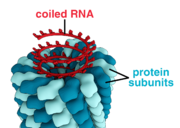 coiled RNA
protein
subunits